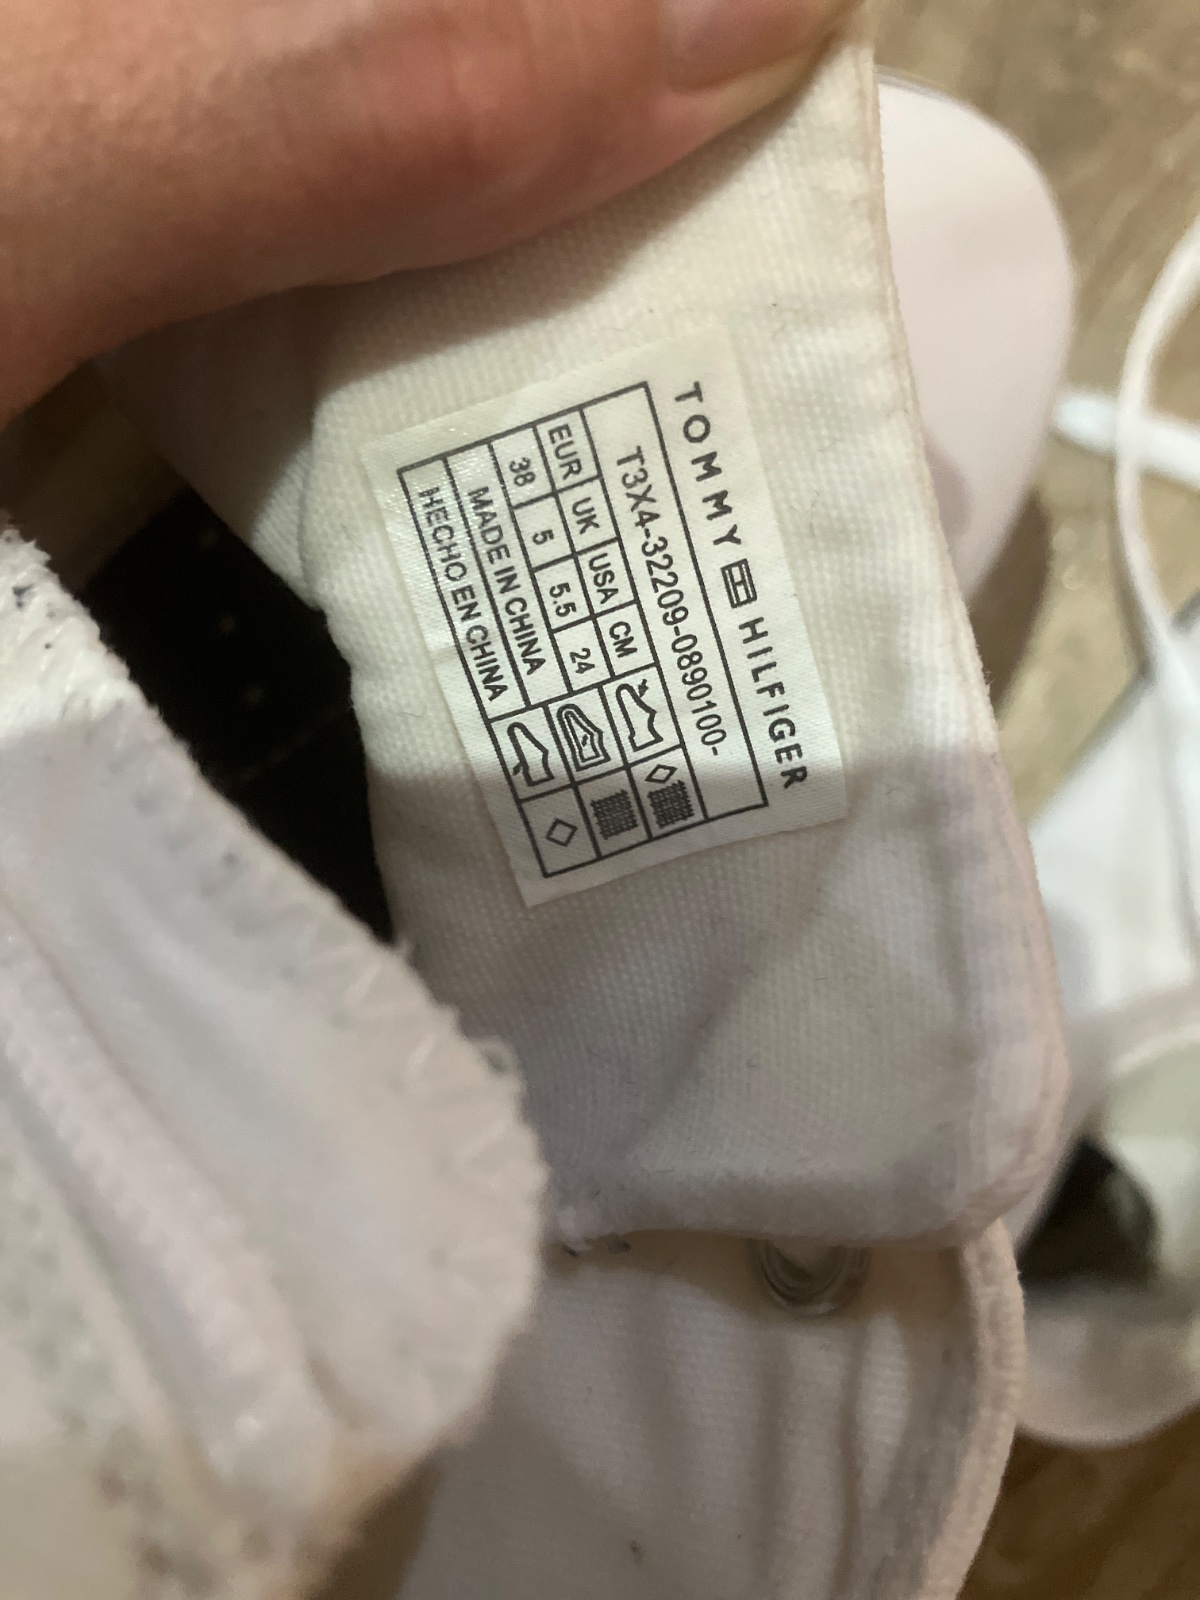 TOMMY HILFIGER
T3X4-32209-0890100-
EUR UK USA CM
38 5 5.5 24
MADE IN CHINA
HECHO EN CHINA